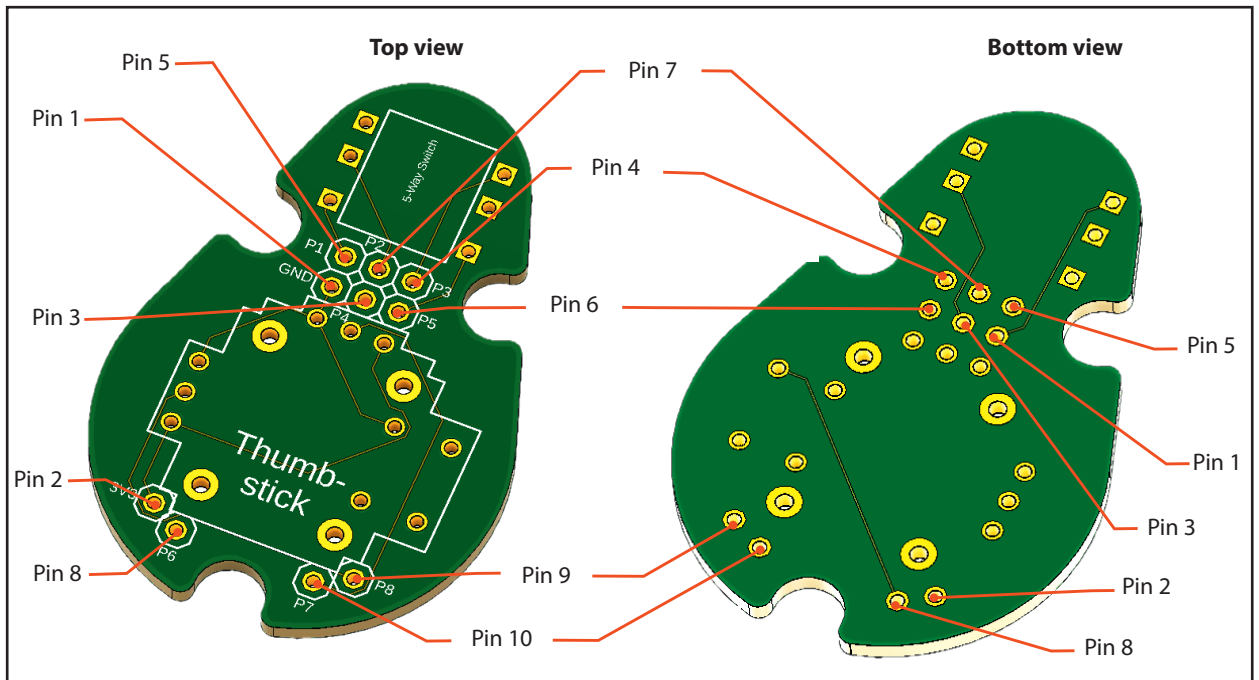 Top view
Bottom view
Pin 5
Pin 7
Pin 1
Pin 4
5-Way Switch
P1
P2
GND
P3
Pin 3
P4
P5
Pin 6
Pin 5
Thumb-
stick
Pin 1
Pin 2
3V3
Pin 3
P6
Pin 8
Pin 9
P8
P7
Pin 2
Pin 10
Pin 8